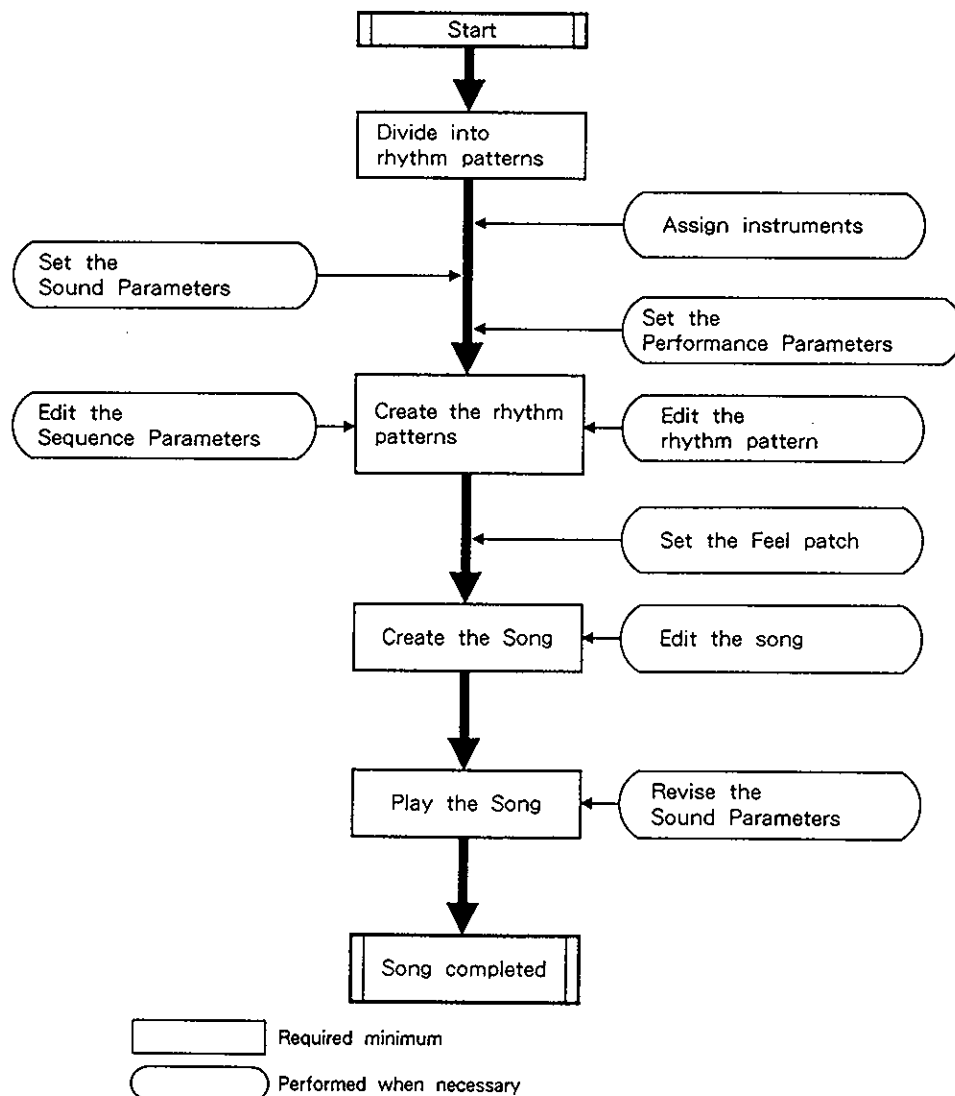 Start
Divide into
rhythm patterns
Assign instruments
Set the
Sound Parameters
Set the
Performance Parameters
Edit the
Sequence Parameters
Create the rhythm
patterns
Edit the
rhythm pattern
Set the Feel patch
Create the Song
Edit the song
Play the Song
Revise the
Sound Parameters
Song completed
Required minimum
Performed when necessary